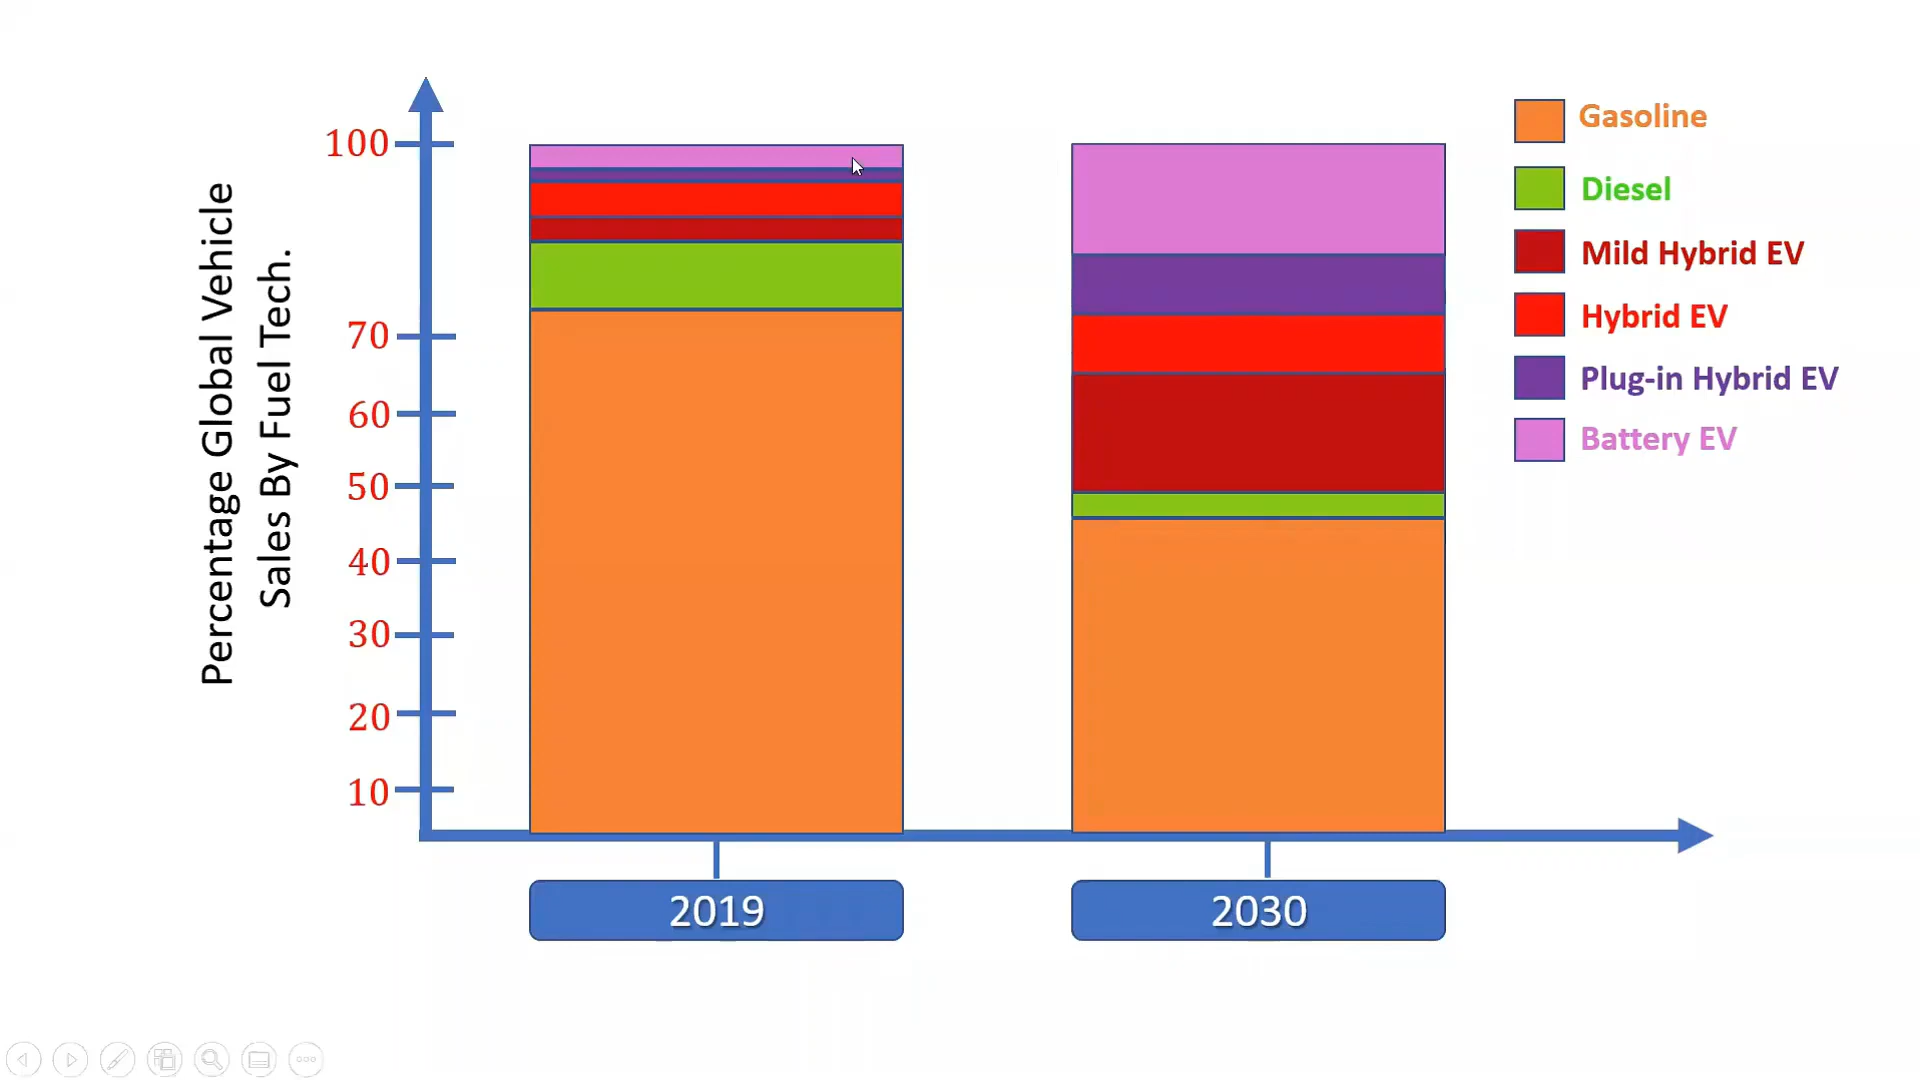 Percentage Global Vehicle
Sales By Fuel Tech.
100
70
60
50
40
30
20
10
2019
2030
Gasoline
Diesel
Mild Hybrid EV
Hybrid EV
Plug-in Hybrid EV
Battery EV